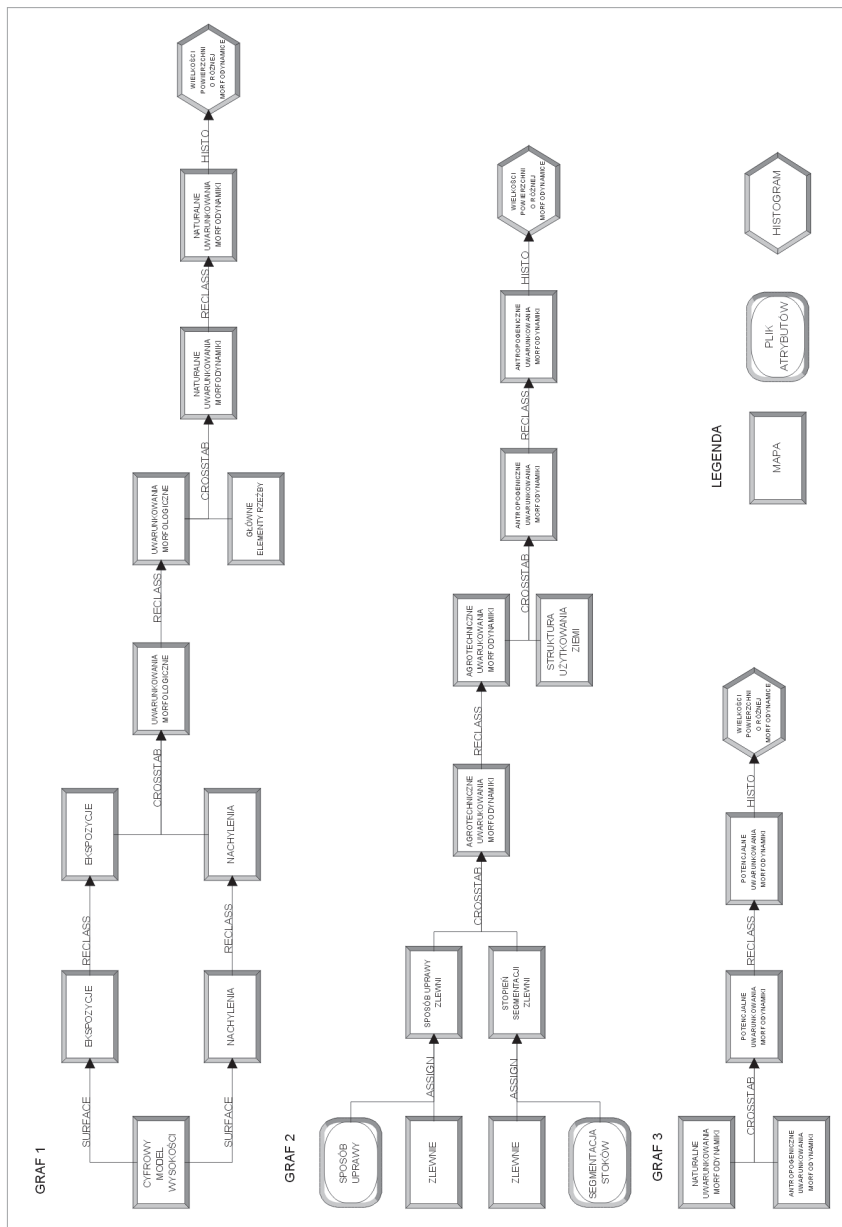 GRAF 1
CYFROWY
MODEL
WYSOKOŚCI
SURFACE
SURFACE
EKSPOZYCJE
NACHYLENIA
RECLASS
RECLASS
EKSPOZYCJE
NACHYLENIA
CROSSTAB
UWARUNKOWANIA
MORFOLOGICZNE
RECLASS
UWARUNKOWANIA
MORFOLOGICZNE
GŁÓWNE
ELEMENTY RZEŹBY
CROSSTAB
NATURALNE
UWARUNKOWANIA
MORFODYNAMIKI
RECLASS
NATURALNE
UWARUNKOWANIA
MORFODYNAMIKI
HISTO
WIELKOŚCI
POWIERZCHNI
O RÓŻNEJ
MORFODYNAMICE
GRAF 2
SPOSÓB
UPRAWY
ZLEWNIE
ZLEWNIE
SEGMENTACJA
STOKÓW
ASSIGN
ASSIGN
SPOSÓB UPRAWY
ZLEWNI
STOPIEŃ
SEGMENTACJI
ZLEWNI
CROSSTAB
AGROTECHNICZNE
UWARUKOWANIA
MORFODYNAMIKI
RECLASS
AGROTECHNICZNE
UWARUKOWANIA
MORFODYNAMIKI
STRUKTURA
UŻYTKOWANIA
ZIEMI
CROSSTAB
ANTROPOGENICZNE
UWARUNKOWANIA
MORFODYNAMIKI
RECLASS
ANTROPOGENICZNE
UWARUNKOWANIA
MORFODYNAMIKI
HISTO
WIELKOŚCI
POWIERZCHNI
O RÓŻNEJ
MORFODYNAMICE
GRAF 3
NATURALNE
UWARUNKOWANIA
MORFODYNAMIKI
ANTROPOGENICZNE
UWARUNKOWANIA
MORFODYNAMIKI
CROSSTAB
POTENCJALNE
UWARUNKOWANIA
MORFODYNAMIKI
RECLASS
POTENCJALNE
UWARUNKOWANIA
MORFODYNAMIKI
HISTO
WIELKOŚCI
POWIERZCHNI
O RÓŻNEJ
MORFODYNAMICE
LEGENDA
MAPA
PLIK
ATRYBUTÓW
HISTOGRAM